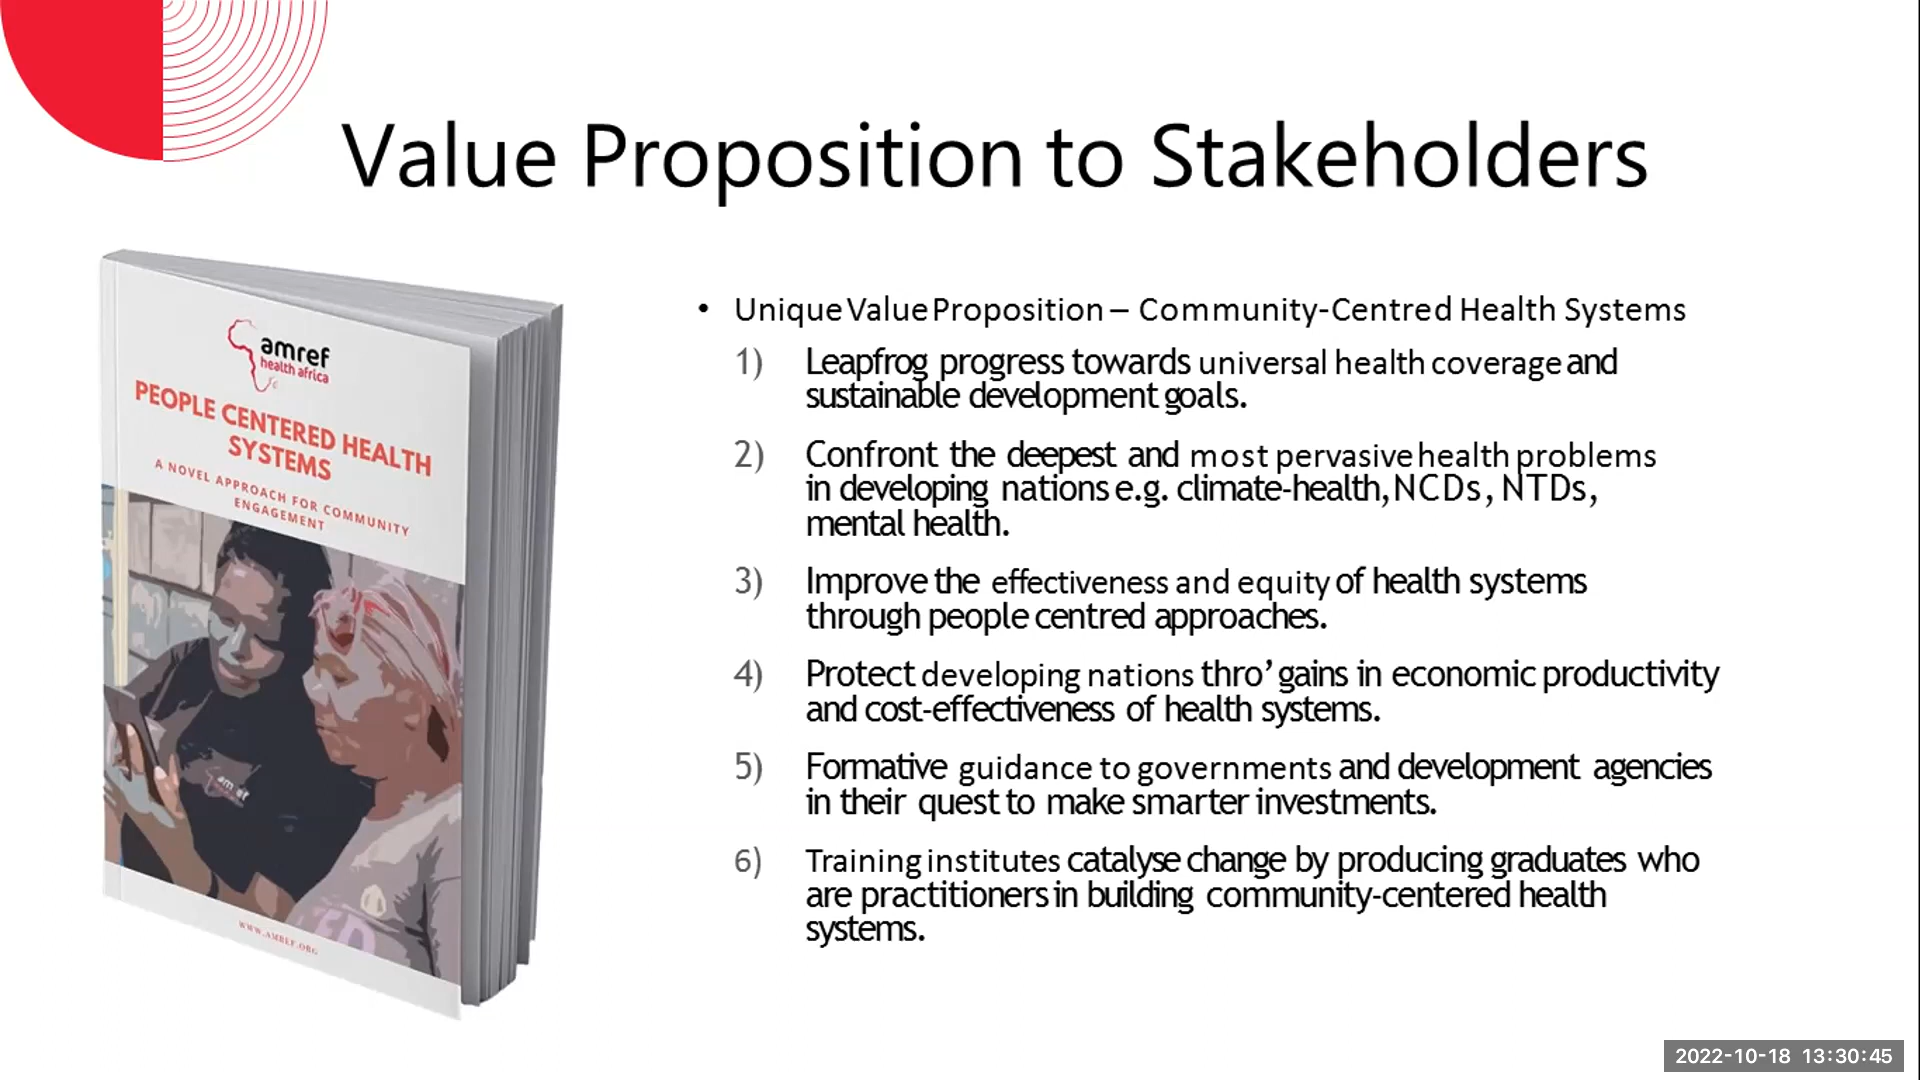 Value Proposition to Stakeholders
amref
health africa
PEOPLE CENTERED HEALTH
SYSTEMS
A NOVEL APPROACH FOR COMMUNITY
ENGAGEMENT
WWW.AMREF.ORG
• Unique Value Proposition – Community-Centred Health Systems
1) Leapfrog progress towards universal health coverage and
sustainable development goals.
2) Confront the deepest and most pervasive health problems
in developing nations e.g. climate-health, NCDs, NTDs,
mental health.
3) Improve the effectiveness and equity of health systems
through people centred approaches.
4) Protect developing nations thro’ gains in economic productivity
and cost-effectiveness of health systems.
5) Formative guidance to governments and development agencies
in their quest to make smarter investments.
6) Training institutes catalyse change by producing graduates who
are practitioners in building community-centered health
systems.
2022-10-18 13:30:45